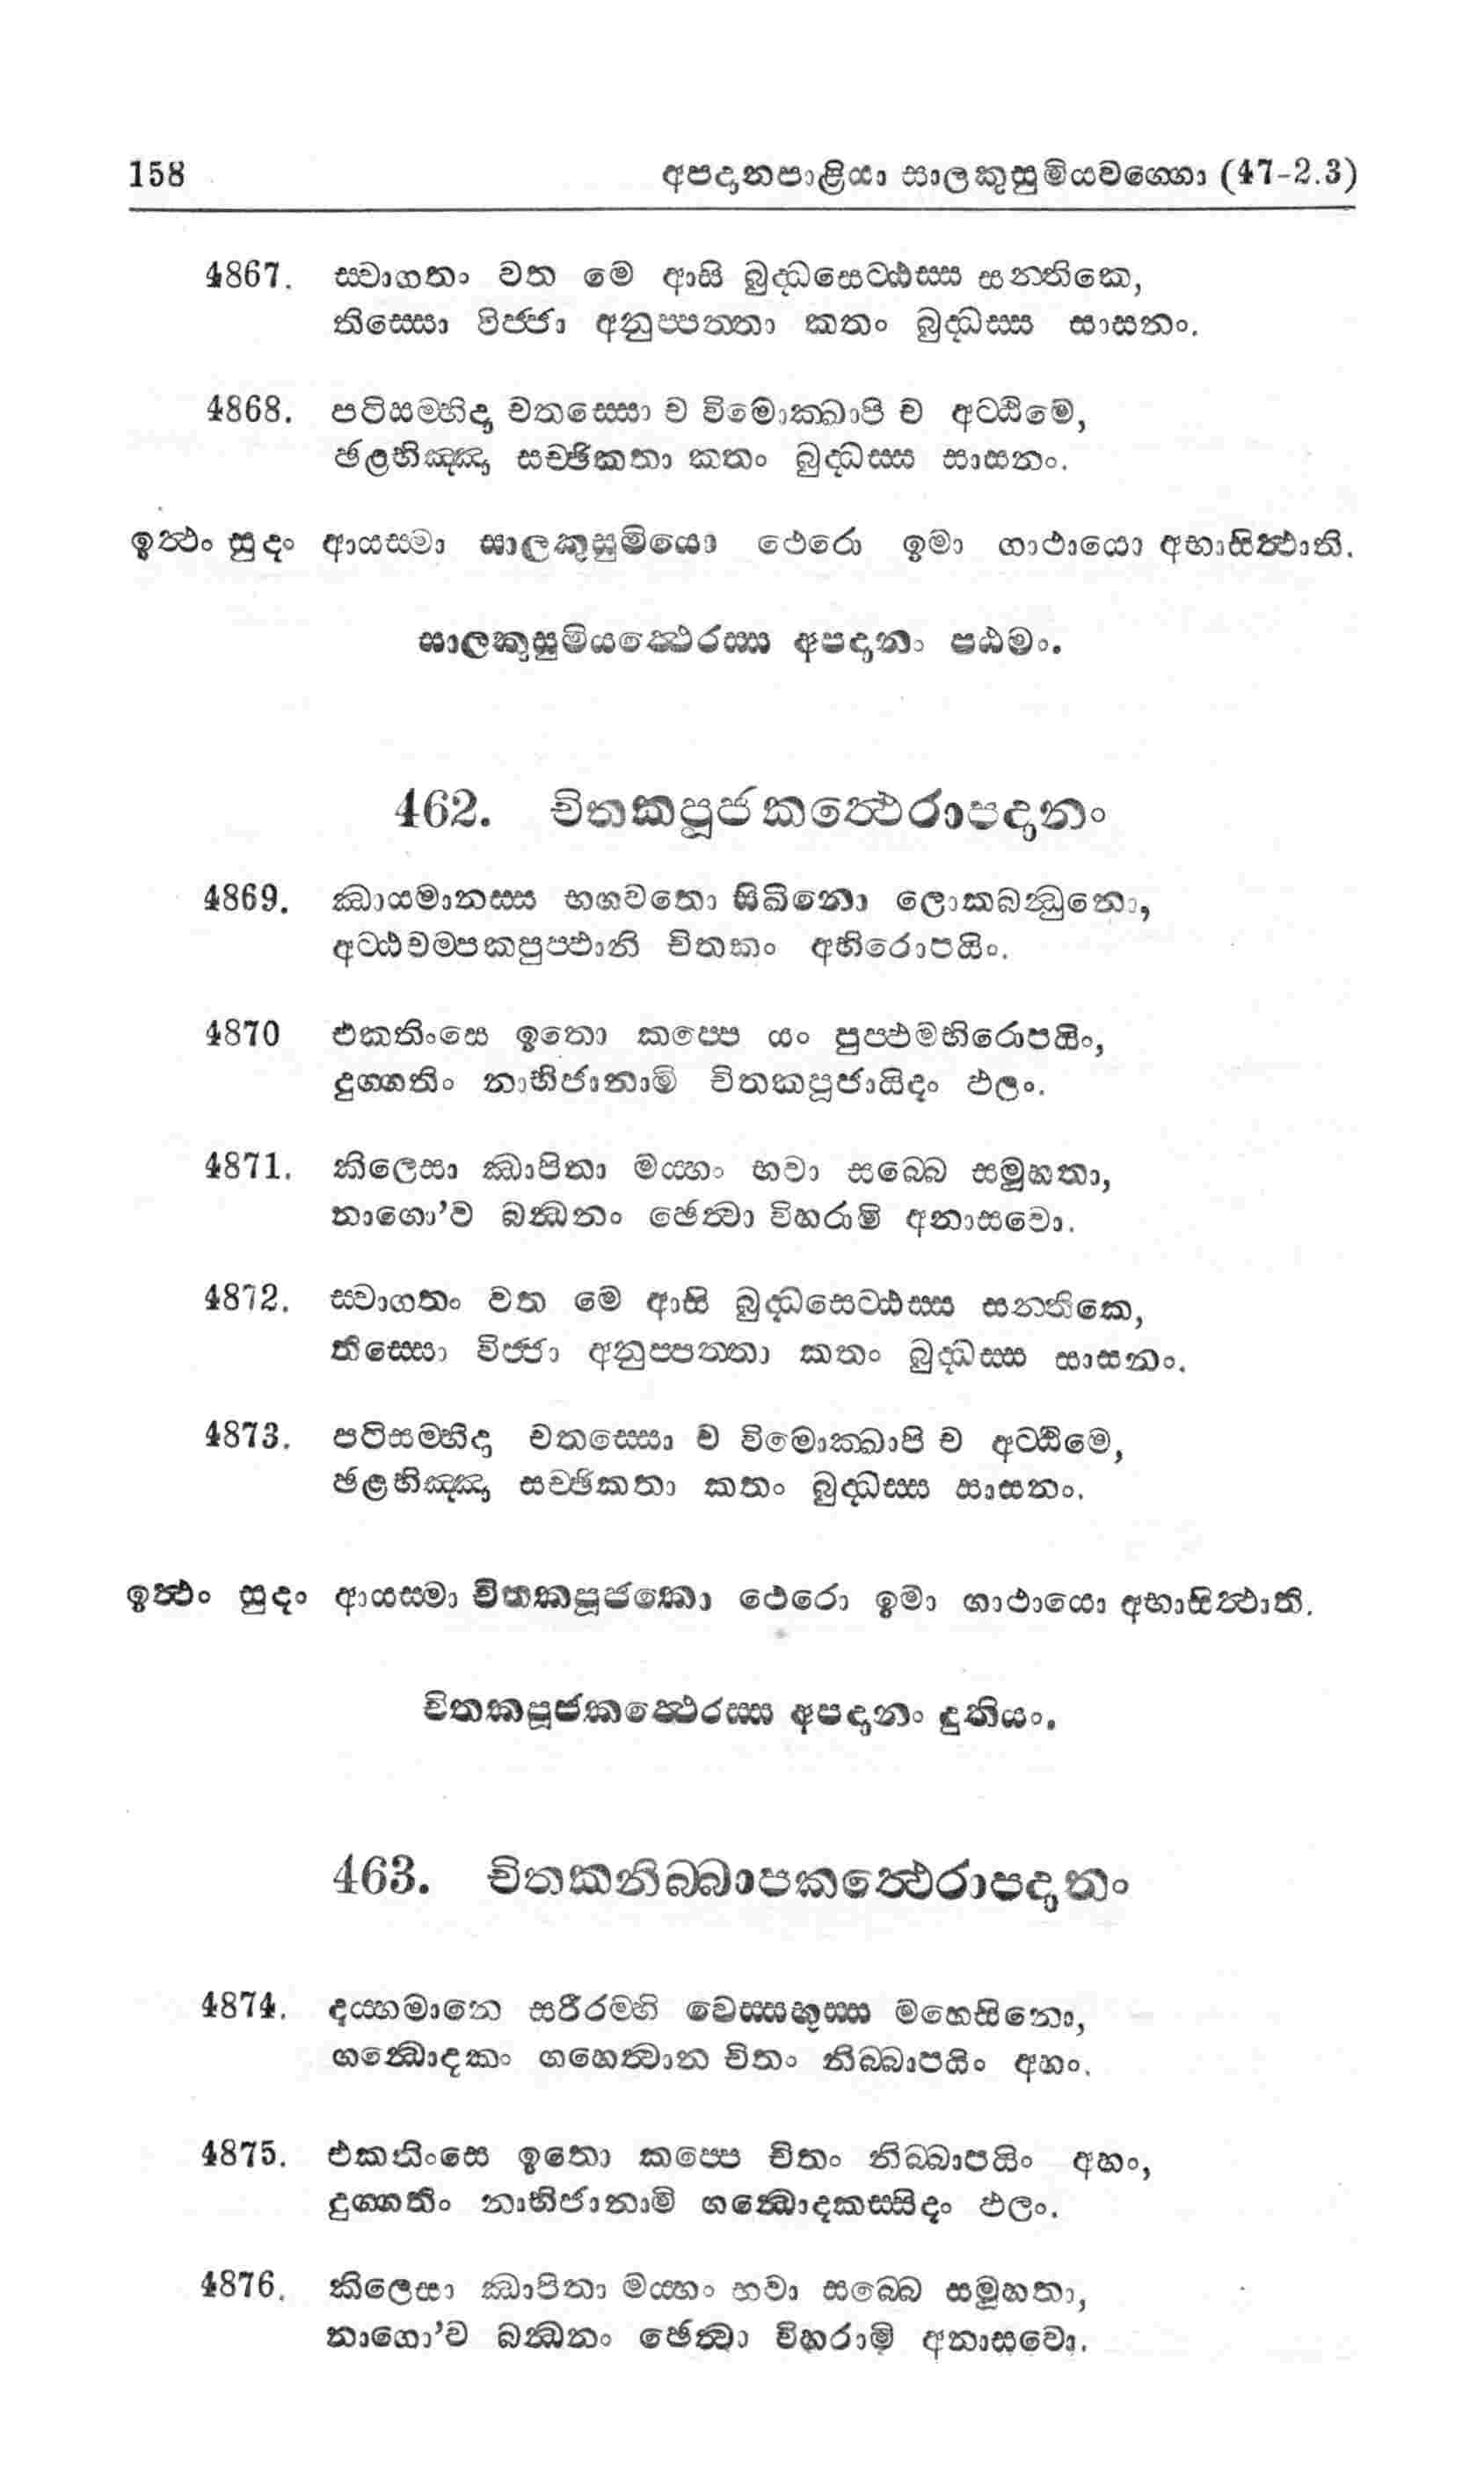 158 අපදානපාළියා සාලකුසුමියවග්ගො (47-2.3)
4867. ස්වාගතං වත මෙ ආසි බුද්ධසෙට්ඨස්ස සන්තිකෙ,
තිස්සො විජ්ජා අනුප්පත්තා කතං බුද්ධස්ස සාසනං.
4868. පටිසම්භිදා චතස්සො ච විමොක්ඛාපි ච අට්ඨිමෙ,
ඡළභිඤ්ඤා සච්ඡිකතා කතං බුද්ධස්ස සාසනං.
ඉත්ථං සුදං ආයස්මා සාලකුසුමියො ථෙරො ඉමා ගාථායො අභාසිත්ථාති.
සාලකුසුමියත්ථෙරස්ස අපදානං පඨමං.
462. චිතකපූජකත්ථෙරාපදානං
4869. ඣායමානස්ස භගවතො සිඛිනො ලොකබන්ධුනො,
අට්ඨචම්පකපුප්ඵානි චිතකං අභිරොපයිං.
4870 එකතිංසෙ ඉතො කප්පෙ යං පුප්ඵමභිරොපයිං,
දුග්ගතිං නාභිජානාමි චිතකපූජායිදං ඵලං.
4871. කිලෙසා ඣාපිතා මය්හං භවා සබ්බෙ සමූහතා,
නාගො'ව බන්ධනං ඡෙත්වා විහරාමි අනාසවො.
4872. ස්වාගතං වත මෙ ආසි බුද්ධසෙට්ඨස්ස සන්තිකෙ,
තිස්සො විජ්ජා අනුප්පත්තා කතං බුද්ධස්ස සාසනං.
4873. පටිසම්භිදා චතස්සො ච විමොක්ඛාපි ච අට්ඨිමෙ,
ඡළභිඤ්ඤා සච්ඡිකතා කතං බුද්ධස්ස සාසනං.
ඉත්ථං සුදං ආයස්මා චිතකපූජකො ථෙරො ඉමා ගාථායො අභාසිත්ථාති.
චිතකපූජකත්ථෙරස්ස අපදානං දුතියං.
463. චිතකනිබ්බාපකත්ථෙරාපදානං
4874. දය්හමානෙ සරීරම්හි වෙස්සභුස්ස මහෙසිනො,
ගන්ධොදකං ගහෙත්වාන චිතං නිබ්බාපයිං අහං.
4875. එකතිංසෙ ඉතො කප්පෙ චිතං නිබ්බාපයිං අහං,
දුග්ගතිං නාභිජානාමි ගන්ධොදකස්සිදං ඵලං.
4876. කිලෙසා ඣාපිතා මය්හං භවා සබ්බෙ සමූහතා,
නාගො'ව බන්ධනං ඡෙත්වා විහරාමි අනාසවො.